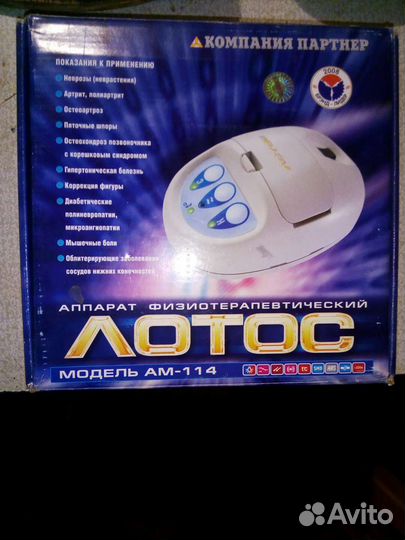 КОМПАНИЯ ПАРТНЕР
ПОКАЗАНИЯ К ПРИМЕНЕНИЮ
Неврозы (неврастения)
Артрит, полиартрит
Остеоартроз
Пяточные шпоры
Остеохондроз позвоночника
с корешковым синдромом
Гипертоническая болезнь
Коррекция фигуры
Диабетические
полиневропатии,
микроангиопатии
Мышечные боли
Облитерирующие заболевания
сосудов нижних конечностей
2008
АППАРАТ ФИЗИОТЕРАПЕВТИЧЕСКИЙ
ЛОТОС
МОДЕЛЬ АМ-114
Avito